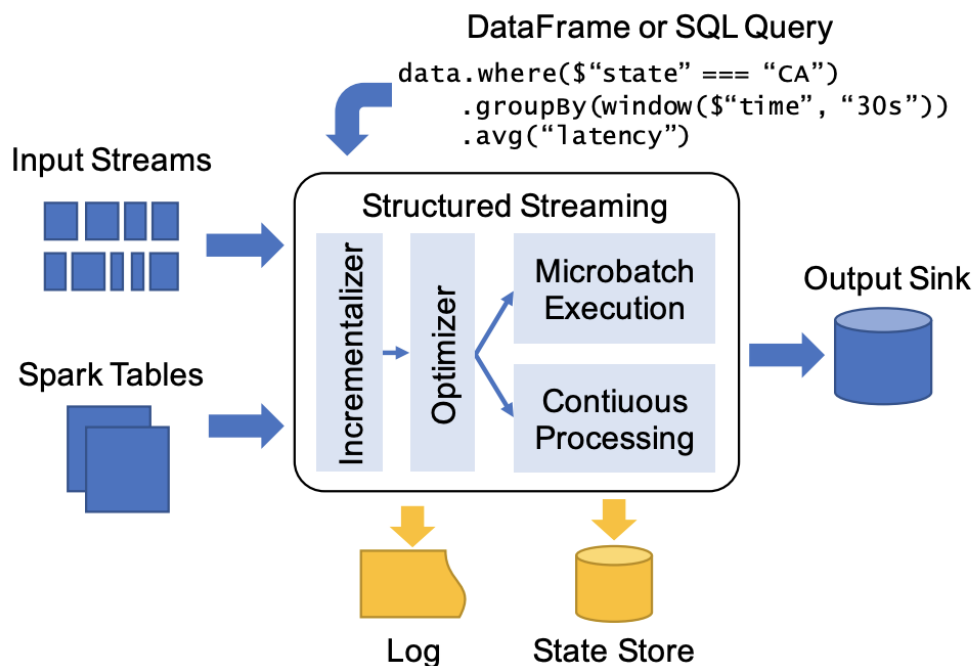 DataFrame or SQL Query
data.where($“state” === “CA”)
.groupBy(window($“time”, “30s”))
.avg(“latency”)
Input Streams
Structured Streaming
Incrementalizer
Optimizer
Microbatch
Execution
Contiuous
Processing
Output Sink
Spark Tables
Log
State Store